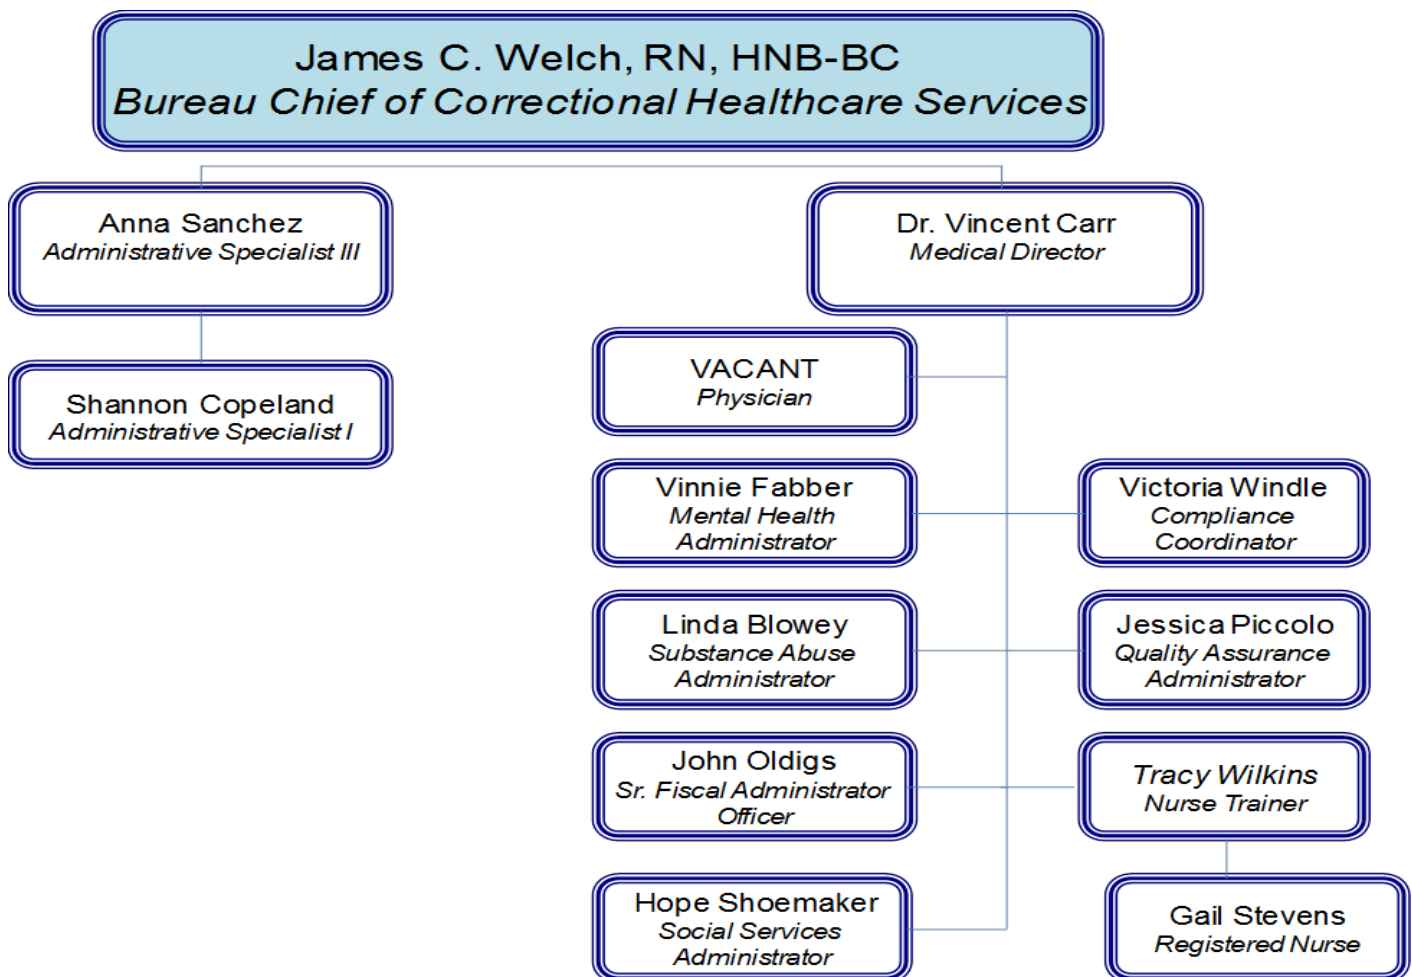 James C. Welch, RN, HNB-BC
Bureau Chief of Correctional Healthcare Services
Anna Sanchez
Administrative Specialist III
Dr. Vincent Carr
Medical Director
Shannon Copeland
Administrative Specialist I
VACANT
Physician
Vinnie Fabber
Mental Health
Administrator
Victoria Windle
Compliance
Coordinator
Linda Blowey
Substance Abuse
Administrator
Jessica Piccolo
Quality Assurance
Administrator
John Oldigs
Sr. Fiscal Administrator
Officer
Tracy Wilkins
Nurse Trainer
Hope Shoemaker
Social Services
Administrator
Gail Stevens
Registered Nurse